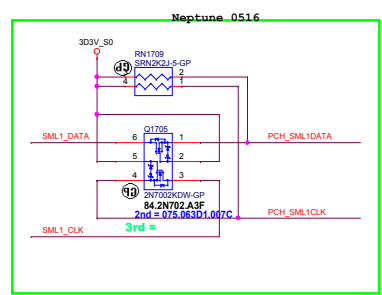 Neptune 0516
3D3V_S0
RN1709
SRN2K2J-5-GP
2
4
1
SML1_DATA
6
Q1705
1
PCH_SML1DATA
5
2
4
3
2N7002KDW-GP
84.2N702.A3F
2nd = 075.063D1.007C
PCH_SML1CLK
3rd =
SML1_CLK